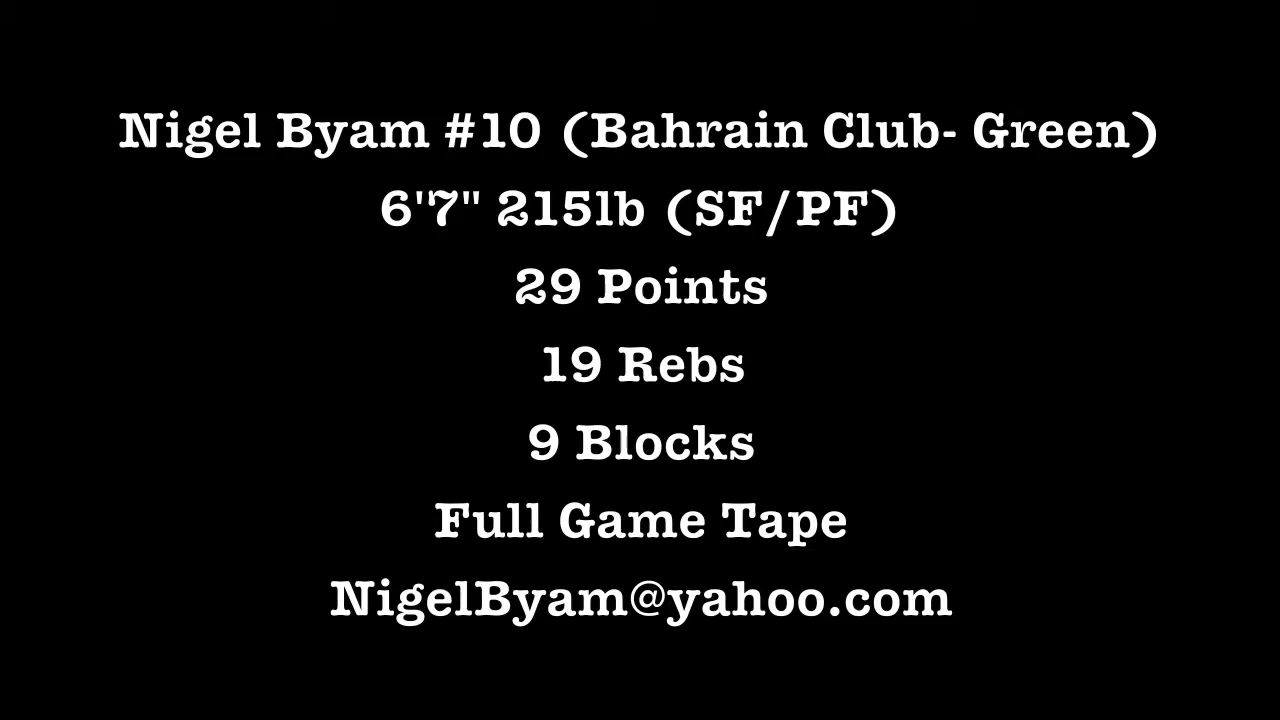 Nigel Byam #10 (Bahrain Club- Green)
6'7" 215lb (SF/PF)
29 Points
19 Rebs
9 Blocks
Full Game Tape
NigelByam@yahoo.com